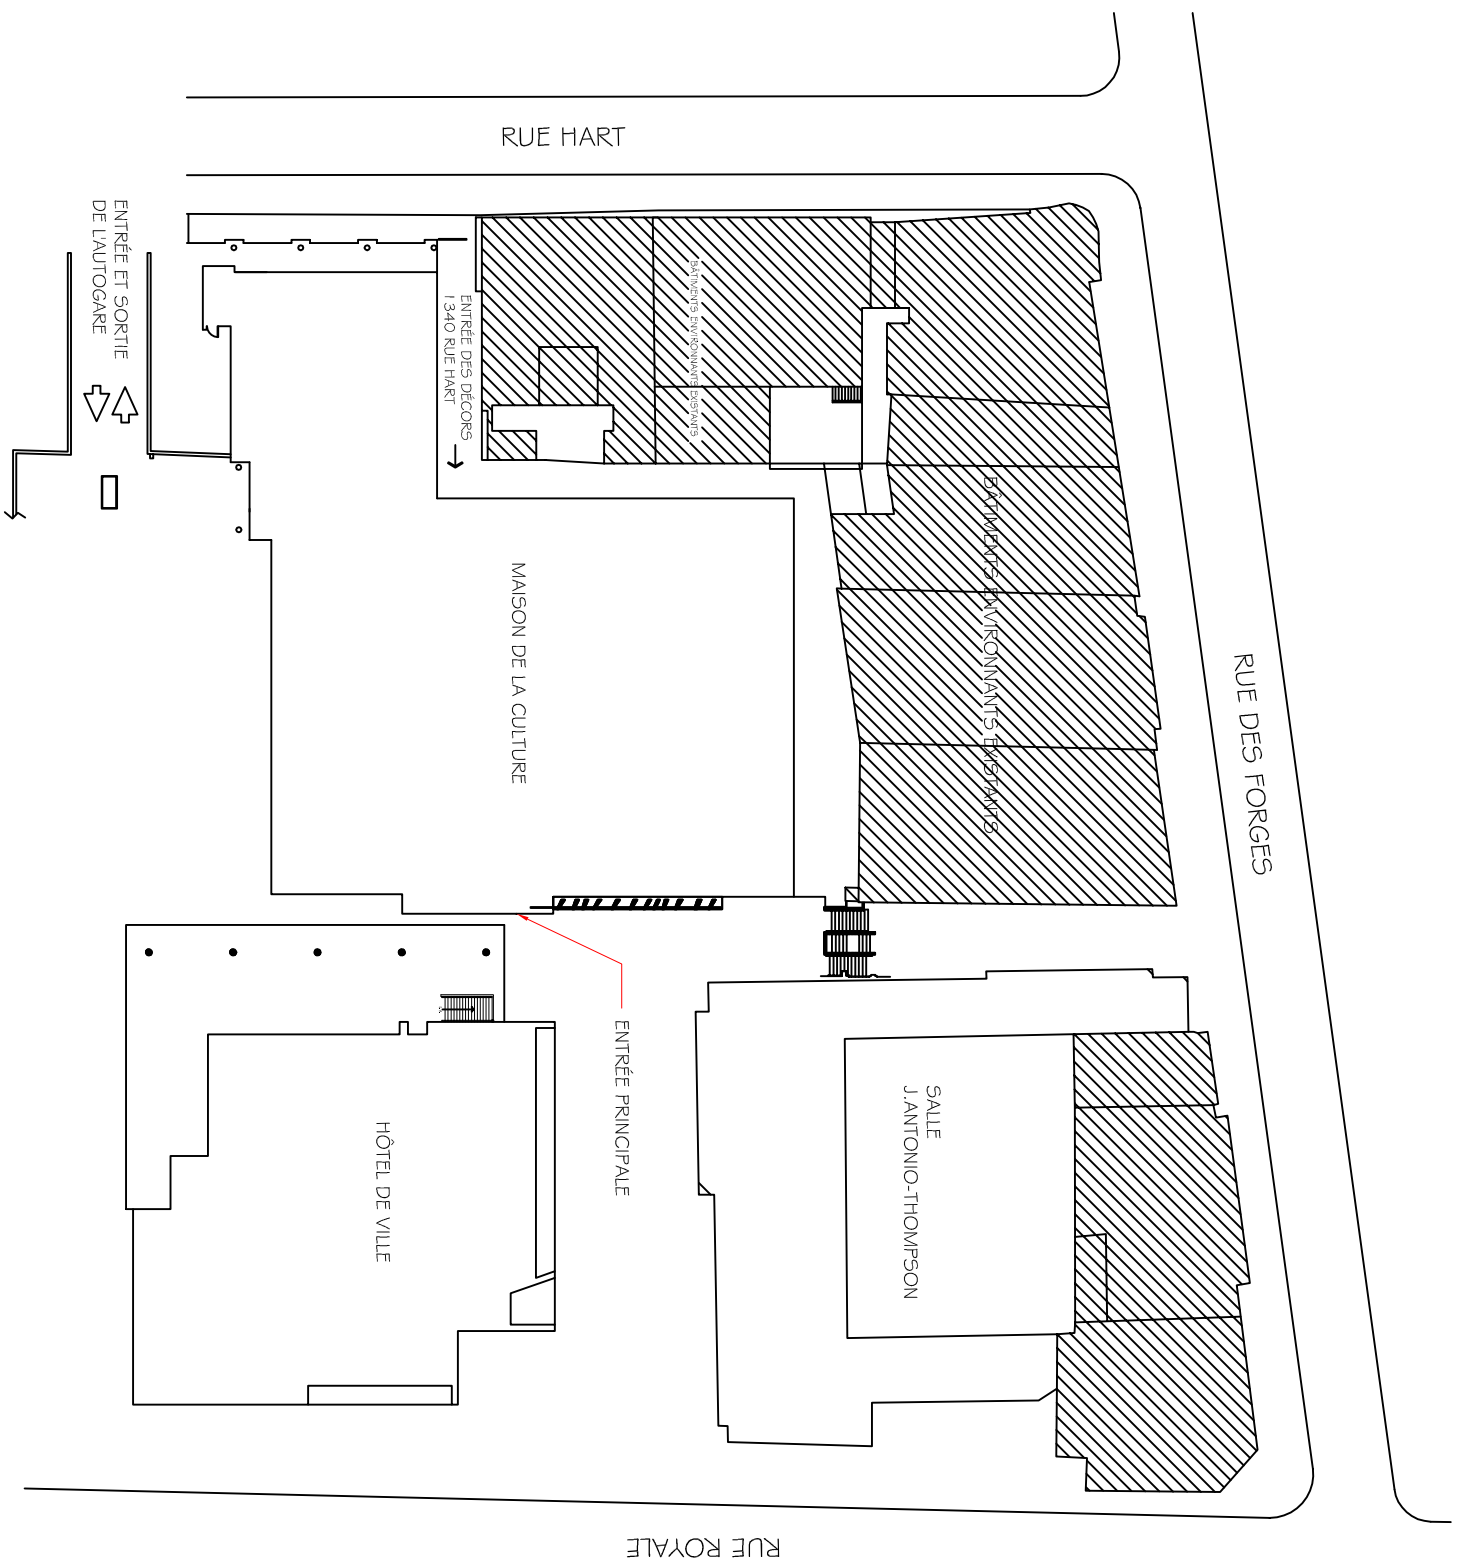 RUE HART
ENTRÉE ET SORTIE
DE L'AUTOGARE
ENTRÉE DES DÉCORS
1340 RUE HART
BÂTIMENTS ENVIRONNANTS EXISTANTS
BÂTIMENTS ENVIRONNANTS EXISTANTS
RUE DES FORGES
MAISON DE LA CULTURE
ENTRÉE PRINCIPALE
SALLE
J.ANTONIO-THOMPSON
HÔTEL DE VILLE
RUE ROYALE